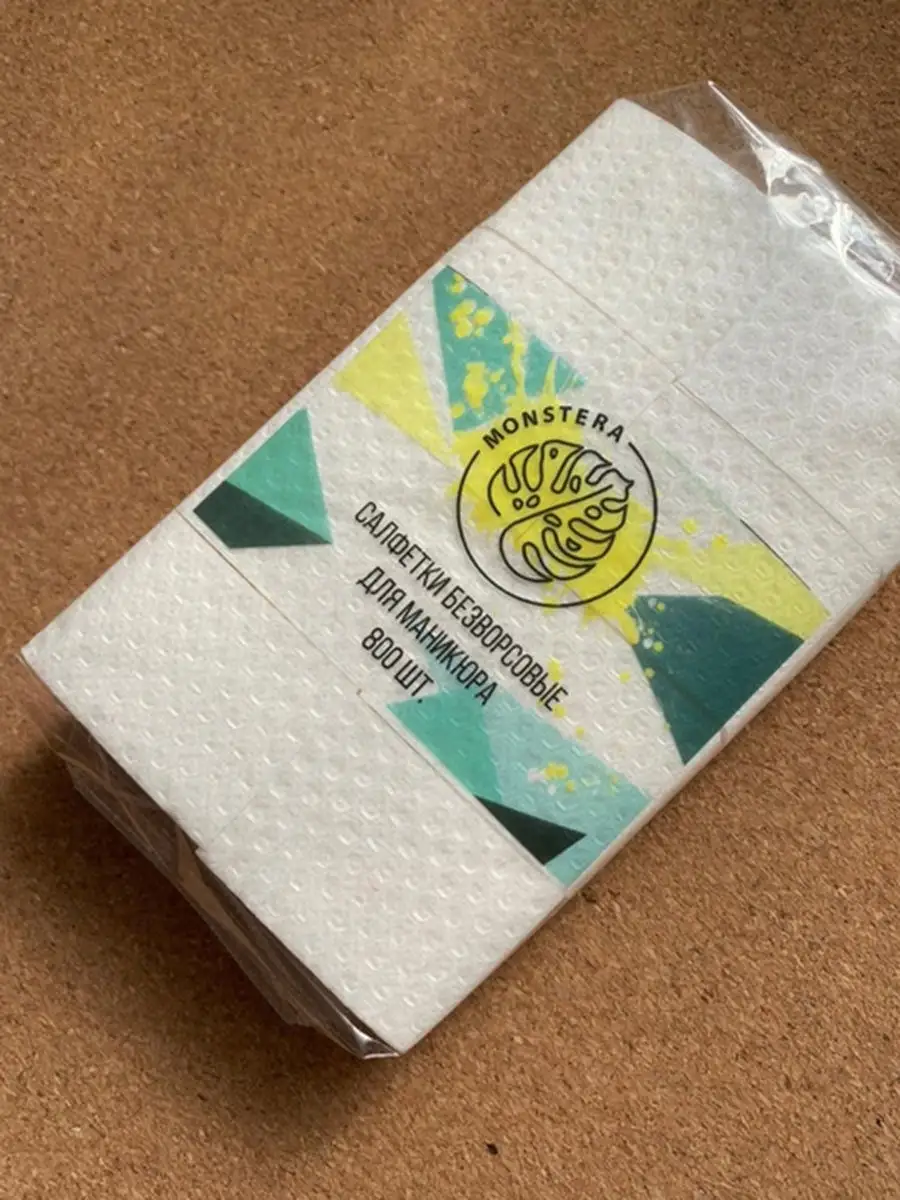 MONSTERA
САЛФЕТКИ БЕЗВОРСОВЫЕ
ДЛЯ МАНИКЮРА
800 ШТ.